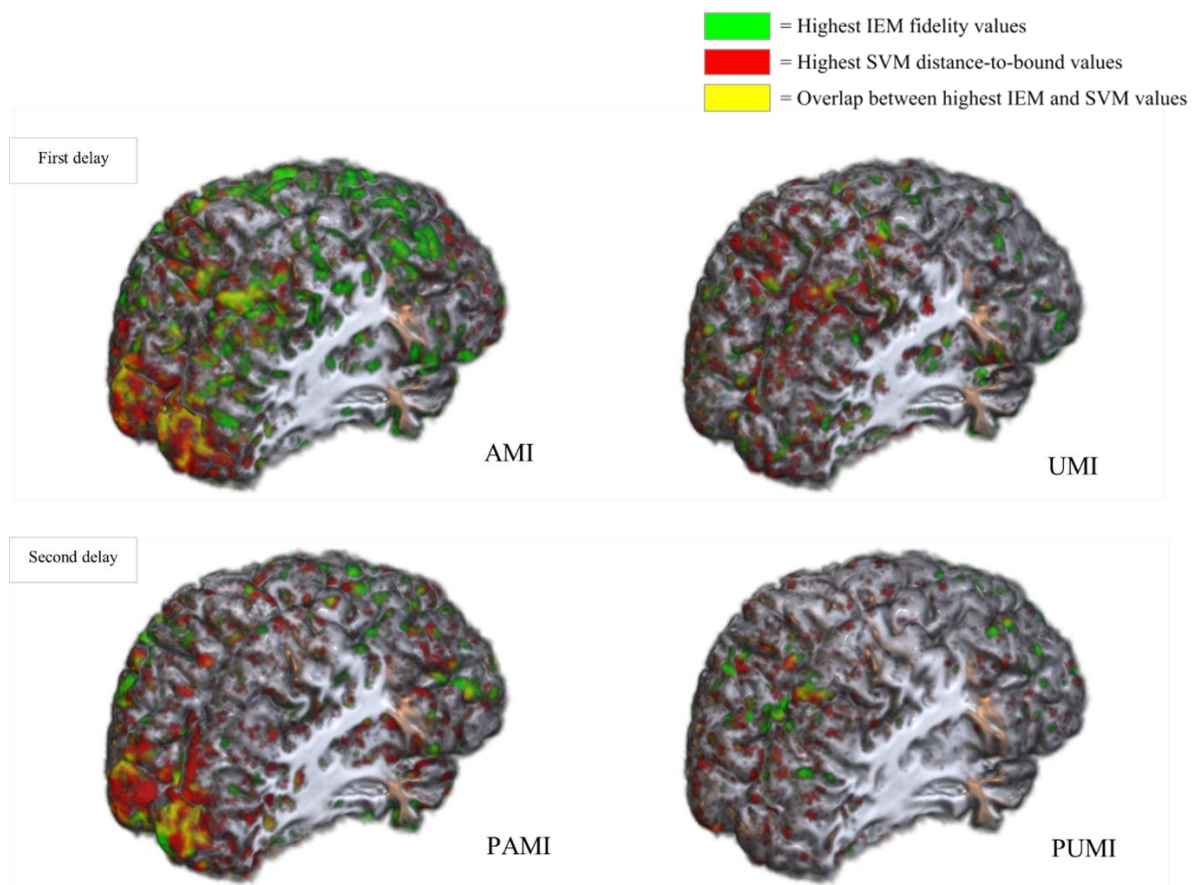 = Highest IEM fidelity values
= Highest SVM distance-to-bound values
= Overlap between highest IEM and SVM values
First delay
AMI
UMI
Second delay
PAMI
PUMI